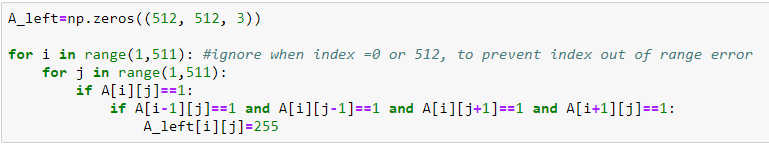 A_left=np.zeros((512, 512, 3))
for i in range(1,511): #ignore when index =0 or 512, to prevent index out of range error
    for j in range(1,511):
        if A[i][j]==1:
            if A[i-1][j]==1 and A[i][j-1]==1 and A[i][j+1]==1 and A[i+1][j]==1:
                A_left[i][j]=255